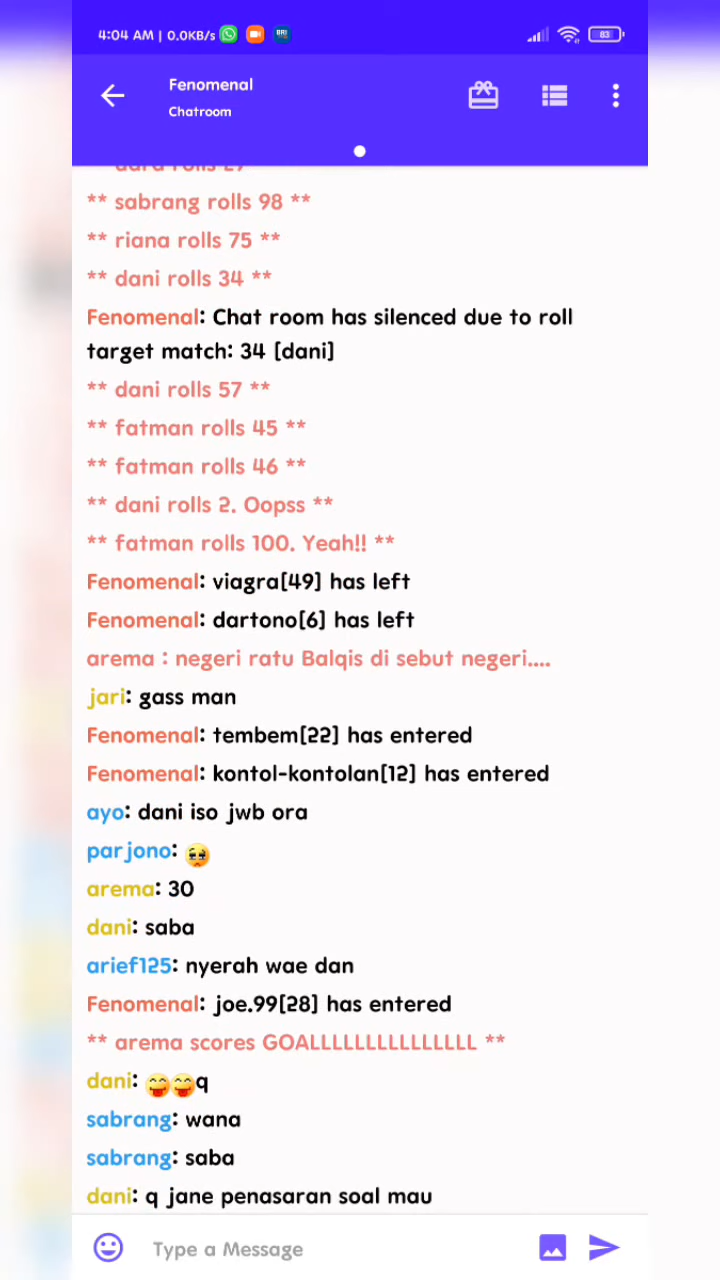 4:04 AM | 0.0KB/s
BRI
83
Fenomenal
Chatroom
** sabrang rolls 98 **
** riana rolls 75 **
** dani rolls 34 **
Fenomenal: Chat room has silenced due to roll
target match: 34 [dani]
** dani rolls 57 **
** fatman rolls 45 **
** fatman rolls 46 **
** dani rolls 2. Oopss **
** fatman rolls 100. Yeah!! **
Fenomenal: viagra[49] has left
Fenomenal: dartono[6] has left
arema : negeri ratu Balqis di sebut negeri....
jari: gass man
Fenomenal: tembem[22] has entered
Fenomenal: kontol-kontolan[12] has entered
ayo: dani iso jwb ora
parjono:
arema: 30
dani: saba
arief125: nyerah wae dan
Fenomenal: joe.99[28] has entered
** arema scores GOALLLLLLLLLLLLLLL **
dani: q
sabrang: wana
sabrang: saba
dani: q jane penasaran soal mau
Type a Message